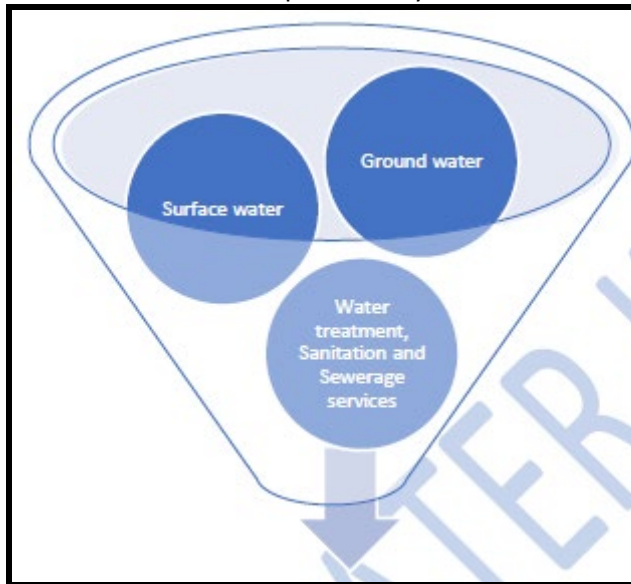 Ground water
Surface water
Water
treatment,
Sanitation and
Sewerage
services